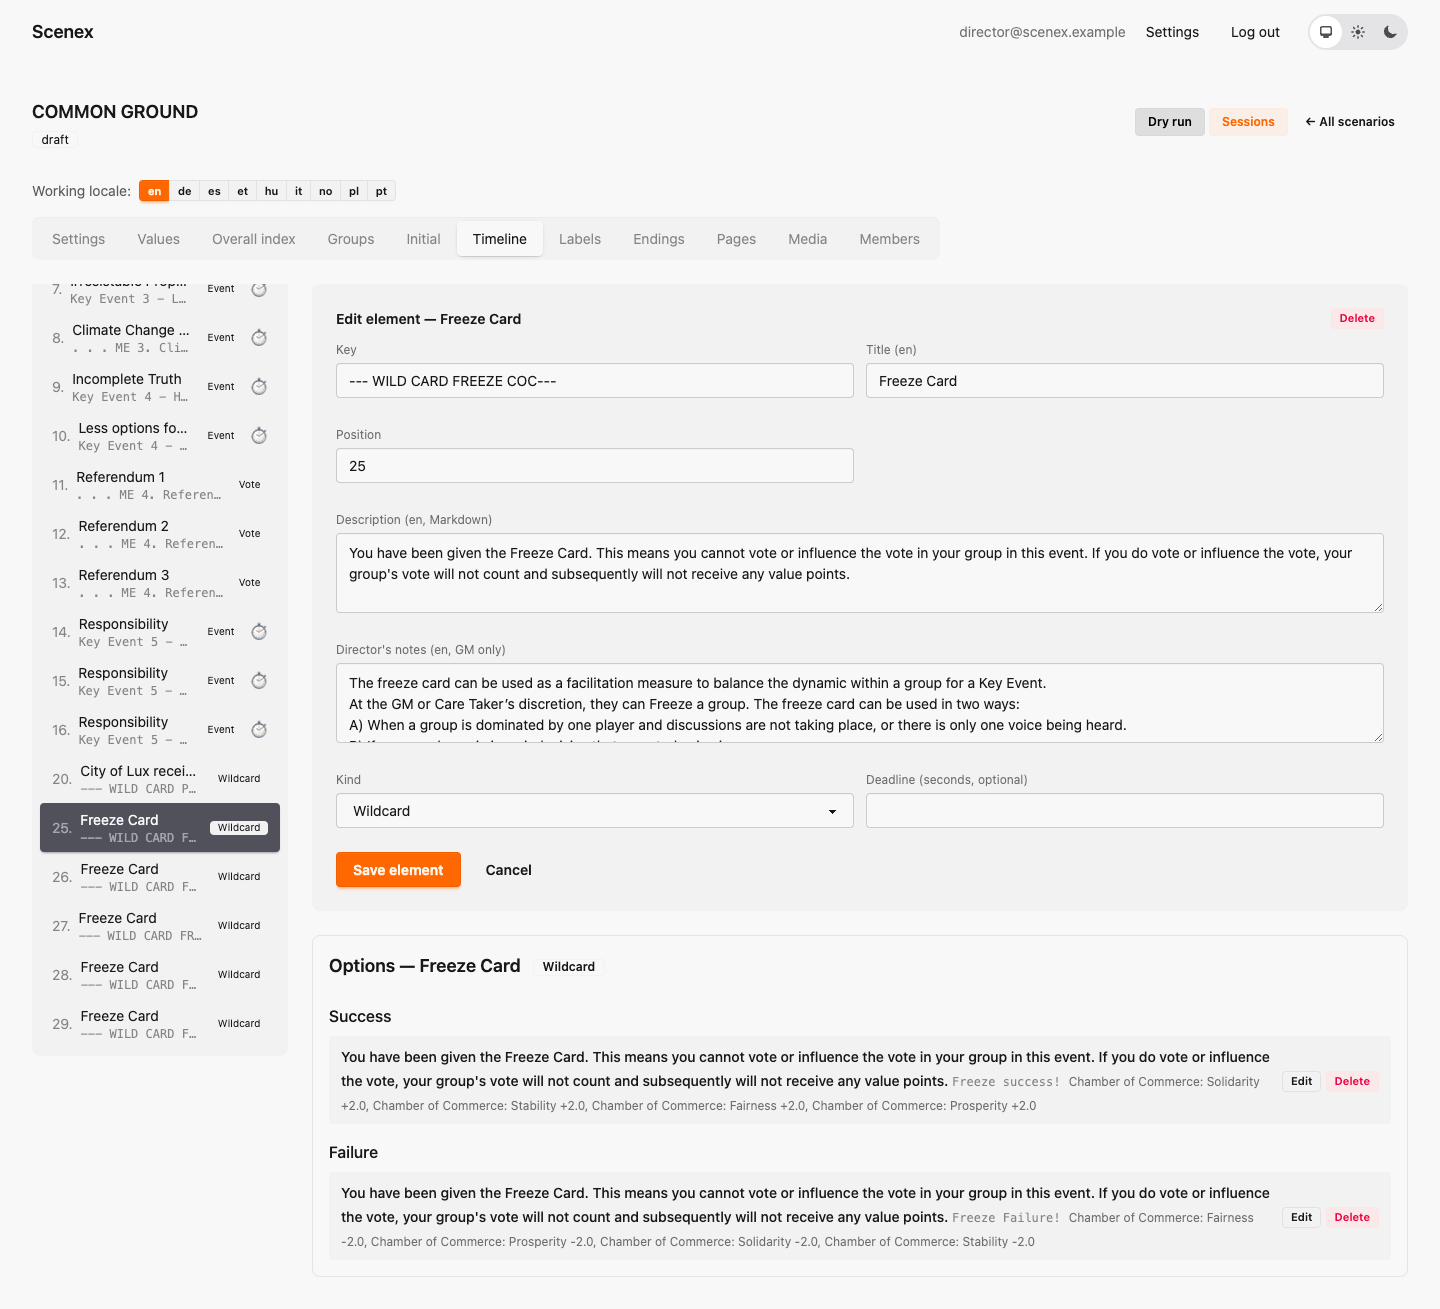 Scenex
director@scenex.example
Settings
Log out
COMMON GROUND
draft
Dry run
Sessions
← All scenarios
Working locale:
en
de
es
et
hu
it
no
pl
pt
Settings
Values
Overall index
Groups
Initial
Timeline
Labels
Endings
Pages
Media
Members
7.
Event
Key Event 3 – L…
8.
Climate Change …
Event
. . . ME 3. Cli…
9.
Incomplete Truth
Event
Key Event 4 – H…
10.
Less options fo…
Event
Key Event 4 – …
11.
Referendum 1
Vote
. . . ME 4. Referen…
12.
Referendum 2
Vote
. . . ME 4. Referen…
13.
Referendum 3
Vote
. . . ME 4. Referen…
14.
Responsibility
Event
Key Event 5 – …
15.
Responsibility
Event
Key Event 5 – …
16.
Responsibility
Event
Key Event 5 – …
20.
City of Lux recei…
Wildcard
--- WILD CARD P…
25.
Freeze Card
Wildcard
--- WILD CARD F…
26.
Freeze Card
Wildcard
--- WILD CARD F…
27.
Freeze Card
Wildcard
--- WILD CARD FR…
28.
Freeze Card
Wildcard
--- WILD CARD F…
29.
Freeze Card
Wildcard
--- WILD CARD F…
Edit element — Freeze Card
Delete
Key
--- WILD CARD FREEZE COC---
Title (en)
Freeze Card
Position
25
Description (en, Markdown)
You have been given the Freeze Card. This means you cannot vote or influence the vote in your group in this event. If you do vote or influence the vote, your
group's vote will not count and subsequently will not receive any value points.
Director's notes (en, GM only)
The freeze card can be used as a facilitation measure to balance the dynamic within a group for a Key Event.
At the GM or Care Taker’s discretion, they can Freeze a group. The freeze card can be used in two ways:
A) When a group is dominated by one player and discussions are not taking place, or there is only one voice being heard.
Kind
Wildcard
Deadline (seconds, optional)
Save element
Cancel
Options — Freeze Card
Wildcard
Success
You have been given the Freeze Card. This means you cannot vote or influence the vote in your group in this event. If you do vote or influence
the vote, your group's vote will not count and subsequently will not receive any value points. Freeze success! Chamber of Commerce: Solidarity
+2.0, Chamber of Commerce: Stability +2.0, Chamber of Commerce: Fairness +2.0, Chamber of Commerce: Prosperity +2.0
Edit
Delete
Failure
You have been given the Freeze Card. This means you cannot vote or influence the vote in your group in this event. If you do vote or influence
the vote, your group's vote will not count and subsequently will not receive any value points. Freeze Failure! Chamber of Commerce: Fairness
-2.0, Chamber of Commerce: Prosperity -2.0, Chamber of Commerce: Solidarity -2.0, Chamber of Commerce: Stability -2.0
Edit
Delete